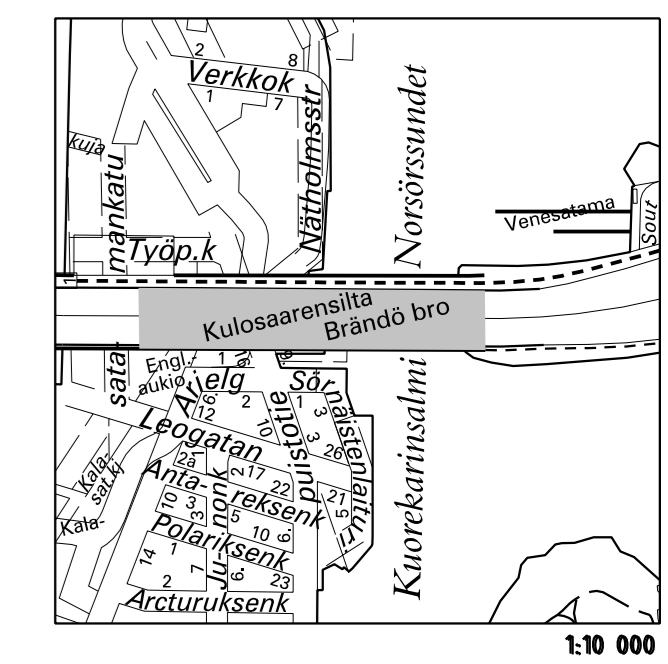 2
8
Verkkok
1
7
Nätholmsstr
Norsörssundet
kuja
mankatu
Työp.k
Venesatama
Sout
1
Kulosaarensilta
Brändö bro
sata-
Engl.-
aukio
1
Arielg
6.
12
2
10
Sörnäistenlaituri
1
3
3
26
puistotie
Kuorekarinsalmi
Leogatan
2a
1
Kala-
sat.kj
Kala-
Anta-
reksenk
2
17
22
21
5
10
3
3
Ju-
nonk
5
10
6.
Polariksenk
14
1
7
2
6.
23
Arcturuksenk
1:10 000